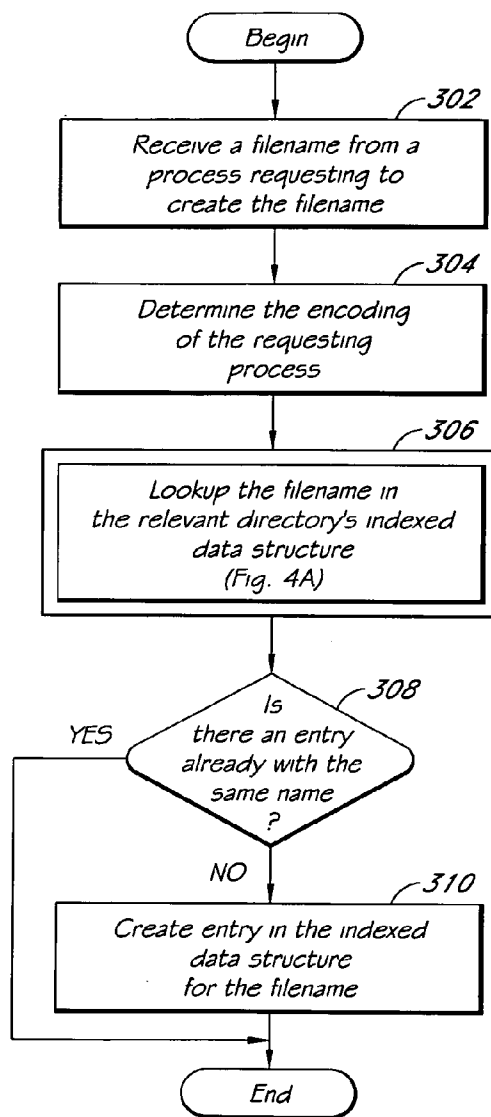 Begin
302
Receive a filename from a
process requesting to
create the filename
304
Determine the encoding
of the requesting
process
306
Lookup the filename in
the relevant directory's indexed
data structure
(Fig. 4A)
308
Is
there an entry
already with the
same name
?
YES
NO
310
Create entry in the indexed
data structure
for the filename
End